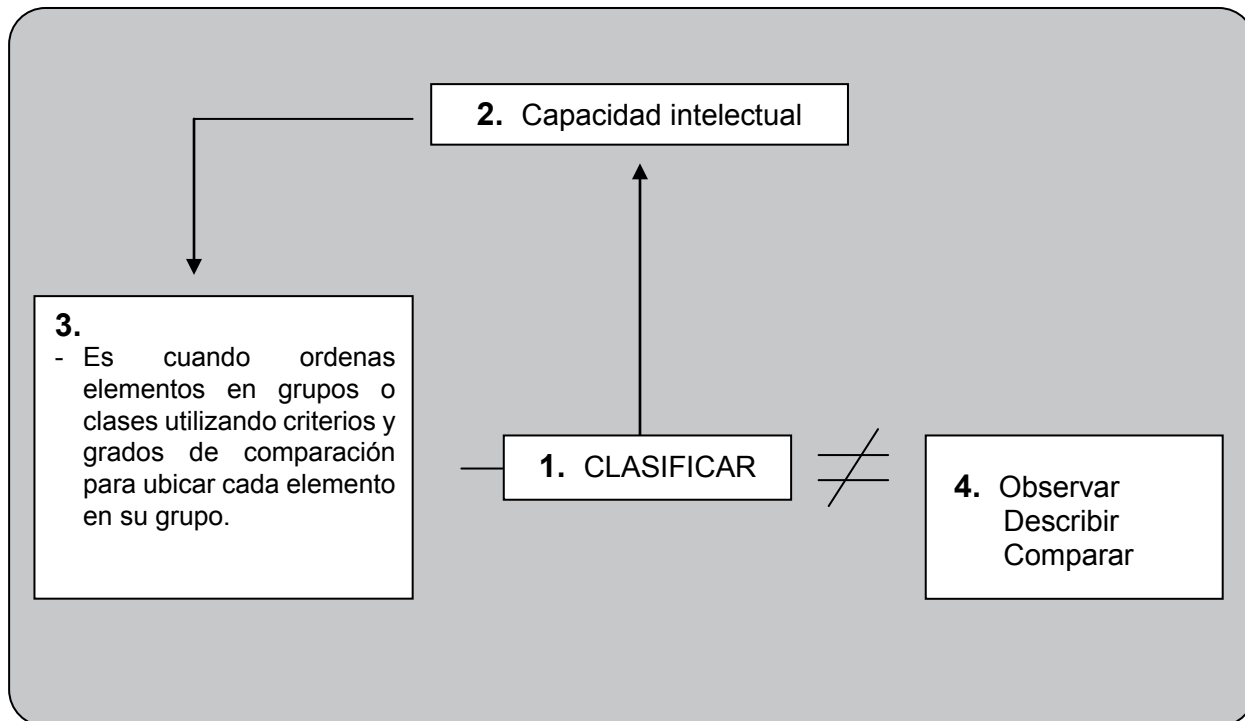 2. Capacidad intelectual
3.
- Es cuando ordenas
elementos en grupos o
clases utilizando criterios y
grados de comparación
para ubicar cada elemento
en su grupo.
1. CLASIFICAR
4. Observar
Describir
Comparar